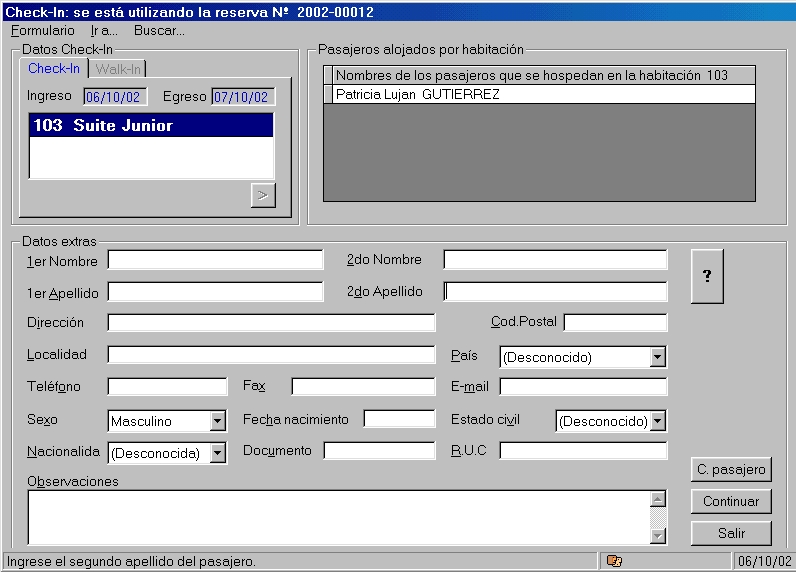 Check-In: se está utilizando la reserva Nº 2002-00012
Formulario Ir a... Buscar...
Datos Check-In
Check-In Walk-In
Ingreso 06/10/02 Egreso 07/10/02
103 Suite Junior
>
Pasajeros alojados por habitación
Nombres de los pasajeros que se hospedan en la habitación 103
Patricia Lujan GUTIERREZ
Datos extras
1er Nombre 2do Nombre
?
1er Apellido 2do Apellido
Dirección Cod.Postal
Localidad País (Desconocido)
Teléfono Fax E-mail
Sexo Masculino Fecha nacimiento Estado civil (Desconocido)
Nacionalida (Desconocida) Documento R.U.C
C. pasajero
Observaciones
Continuar
Salir
Ingrese el segundo apellido del pasajero. 06/10/02